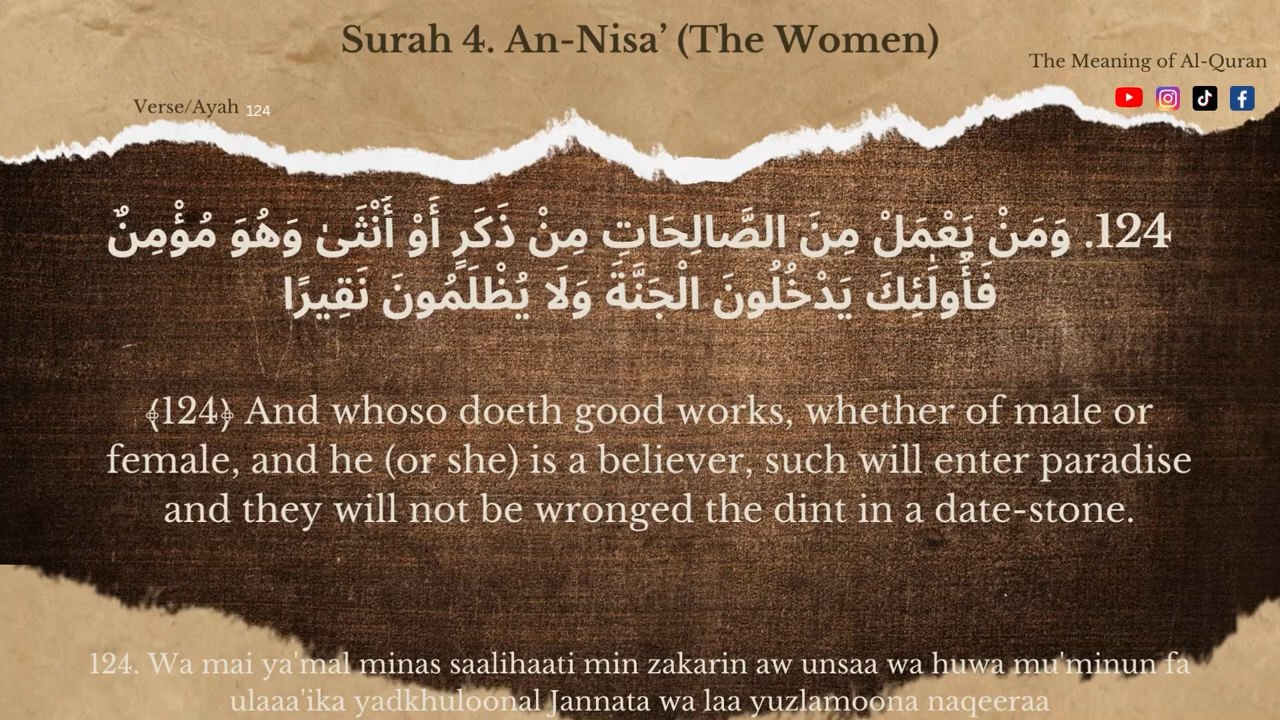 Surah 4. An-Nisa’ (The Women)
The Meaning of Al-Quran
Verse/Ayah 124
124. وَمَنْ يَعْمَلْ مِنَ الصَّالِحَاتِ مِنْ ذَكَرٍ أَوْ أُنْثَىٰ وَهُوَ مُؤْمِنٌ
فَأُولَٰئِكَ يَدْخُلُونَ الْجَنَّةَ وَلَا يُظْلَمُونَ نَقِيرًا
﴾124﴿ And whoso doeth good works, whether of male or
female, and he (or she) is a believer, such will enter paradise
and they will not be wronged the dint in a date-stone.
124. Wa mai ya'mal minas saalihaati min zakarin aw unsaa wa huwa mu'minun fa
ulaaa'ika yadkhuloonal Jannata wa laa yuzlamoona naqeeraa